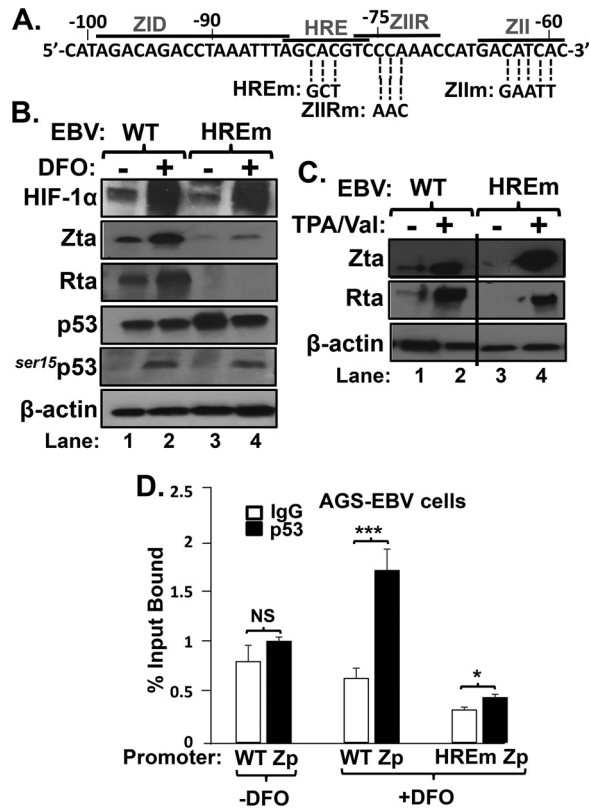 A.
-100 ZID -90 HRE -75 ZIIR ZII -60
5'-CATAGACAGACCTAAATTTAGCACGTCCCAAACCATGACATCAC-3'
HREm: GCT
ZIIRm: AAC
ZIIm: GAATT
B.
EBV: WT HREm
DFO: - + - +
HIF-1α
Zta
Rta
p53
ser15p53
β-actin
Lane: 1 2 3 4
C.
EBV: WT HREm
TPA/Val: - + - +
Zta
Rta
β-actin
Lane: 1 2 3 4
D.
AGS-EBV cells
IgG
p53
% Input Bound
2.5
2
1.5
1
0.5
0
NS
***
*
Promoter: WT Zp WT Zp HREm Zp
-DFO +DFO